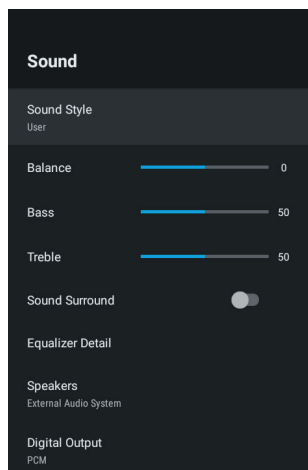 Sound
Sound Style
User
Balance 0
Bass 50
Treble 50
Sound Surround
Equalizer Detail
Speakers
External Audio System
Digital Output
PCM